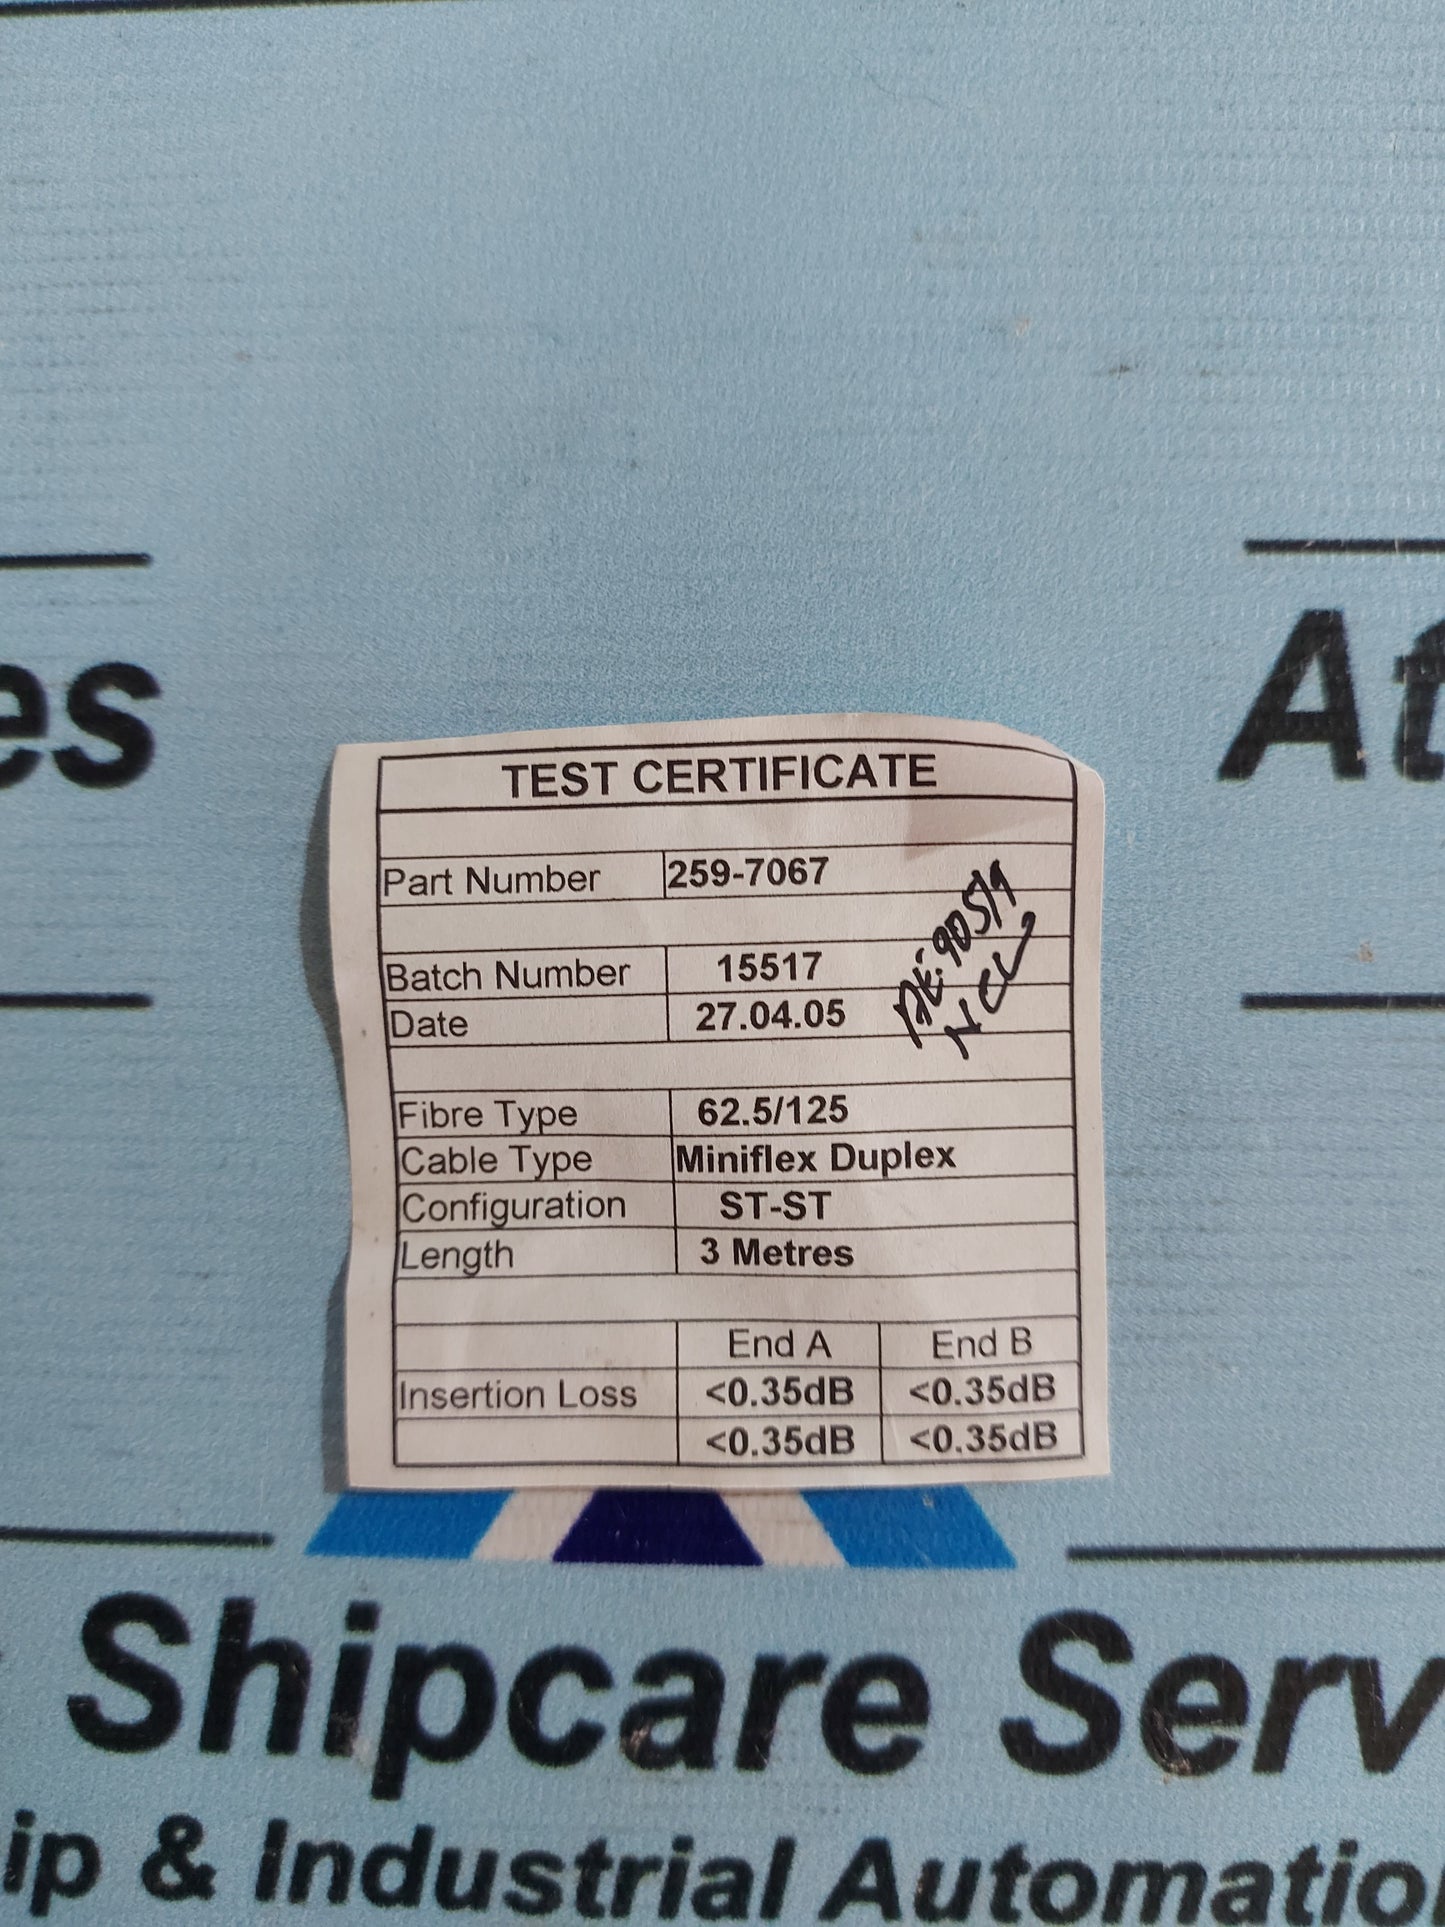 es
At
TEST CERTIFICATE
Part Number 259-7067
Batch Number 15517
Date 27.04.05
Fibre Type 62.5/125
Cable Type Miniflex Duplex
Configuration ST-ST
Length 3 Metres
End A End B
Insertion Loss <0.35dB <0.35dB
<0.35dB <0.35dB
Shipcare Serv
ip & Industrial Automatio